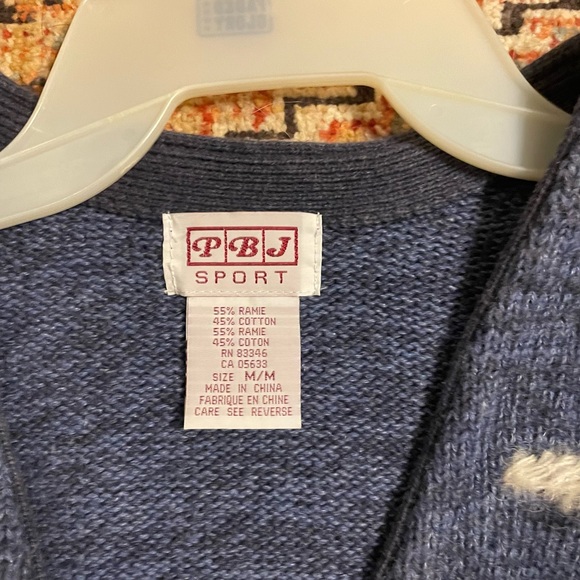 PBJ
SPORT
55% RAMIE
45% COTTON
55% RAMIE
45% COTON
RN 83346
CA 05633
SIZE M/M
MADE IN CHINA
FABRIQUE EN CHINE
CARE SEE REVERSE